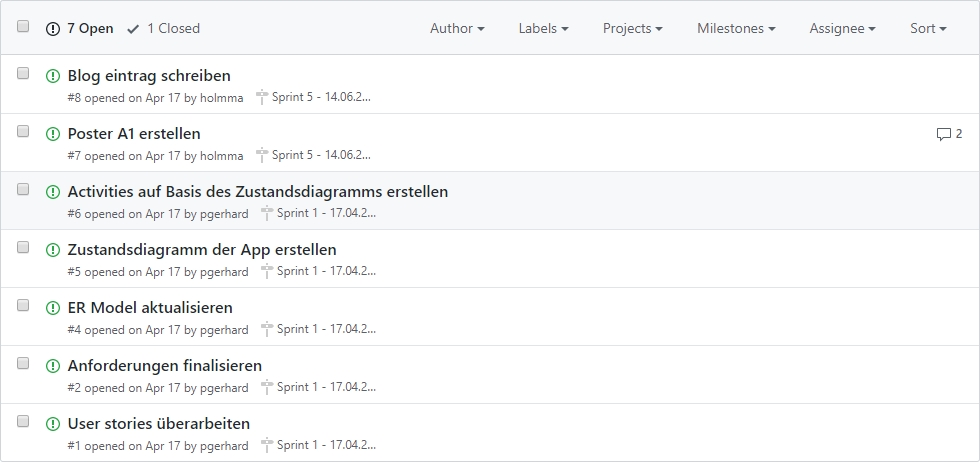 7 Open 1 Closed Author Labels Projects Milestones Assignee Sort
Blog eintrag schreiben
#8 opened on Apr 17 by holmma Sprint 5 - 14.06.2...
Poster A1 erstellen 2
#7 opened on Apr 17 by holmma Sprint 5 - 14.06.2...
Activities auf Basis des Zustandsdiagramms erstellen
#6 opened on Apr 17 by pgerhard Sprint 1 - 17.04.2...
Zustandsdiagramm der App erstellen
#5 opened on Apr 17 by pgerhard Sprint 1 - 17.04.2...
ER Model aktualisieren
#4 opened on Apr 17 by pgerhard Sprint 1 - 17.04.2...
Anforderungen finalisieren
#2 opened on Apr 17 by pgerhard Sprint 1 - 17.04.2...
User stories überarbeiten
#1 opened on Apr 17 by pgerhard Sprint 1 - 17.04.2...